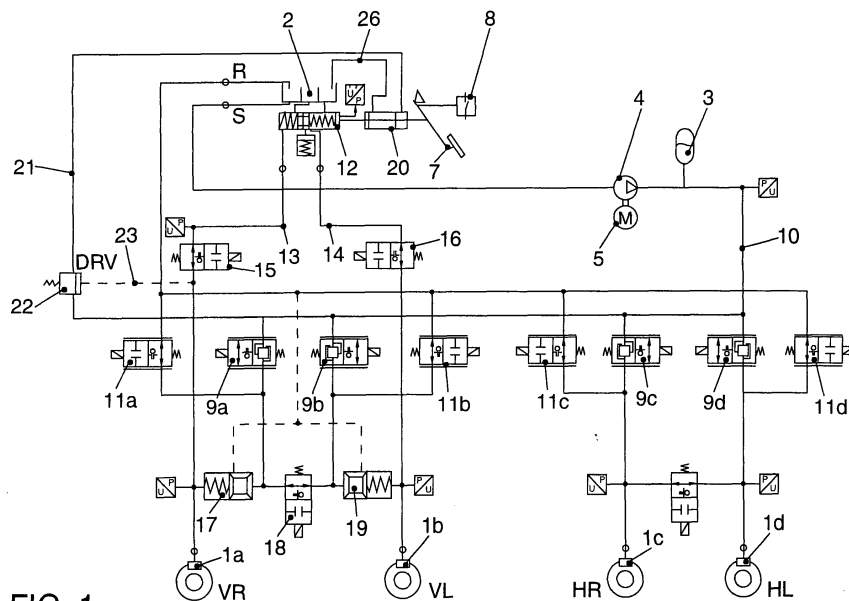 2 26 8
R
U P
4 3
S
12 20 7
21
P U
U P
13 14 16
M
5
10
23
15
DRV
22
11a 9a 9b 11b 11c 9c 9d 11d
P U
17 18 19
P U
P U
P U
1a 1b 1c 1d
VR VL HR HL
FIG. 1